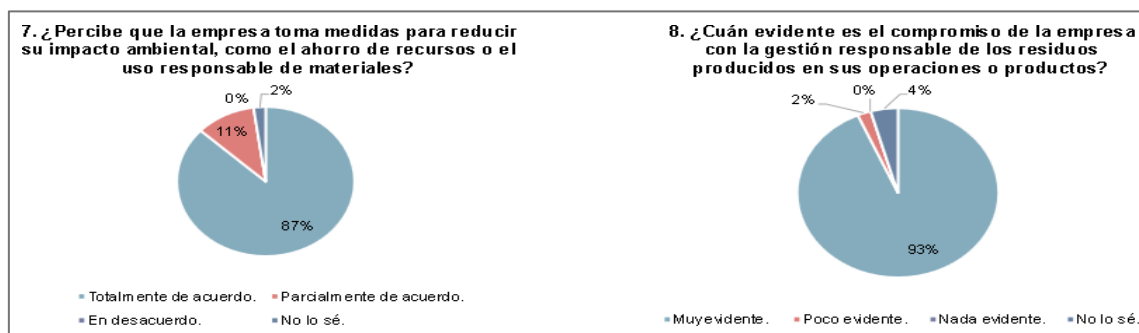 7. ¿Percibe que la empresa toma medidas para reducir
su impacto ambiental, como el ahorro de recursos o el
uso responsable de materiales?
0%
2%
11%
87%
Totalmente de acuerdo.
Parcialmente de acuerdo.
En desacuerdo.
No lo sé.
8. ¿Cuán evidente es el compromiso de la empresa
con la gestión responsable de los residuos
producidos en sus operaciones o productos?
2%
0%
4%
93%
Muy evidente.
Poco evidente.
Nada evidente.
No lo sé.